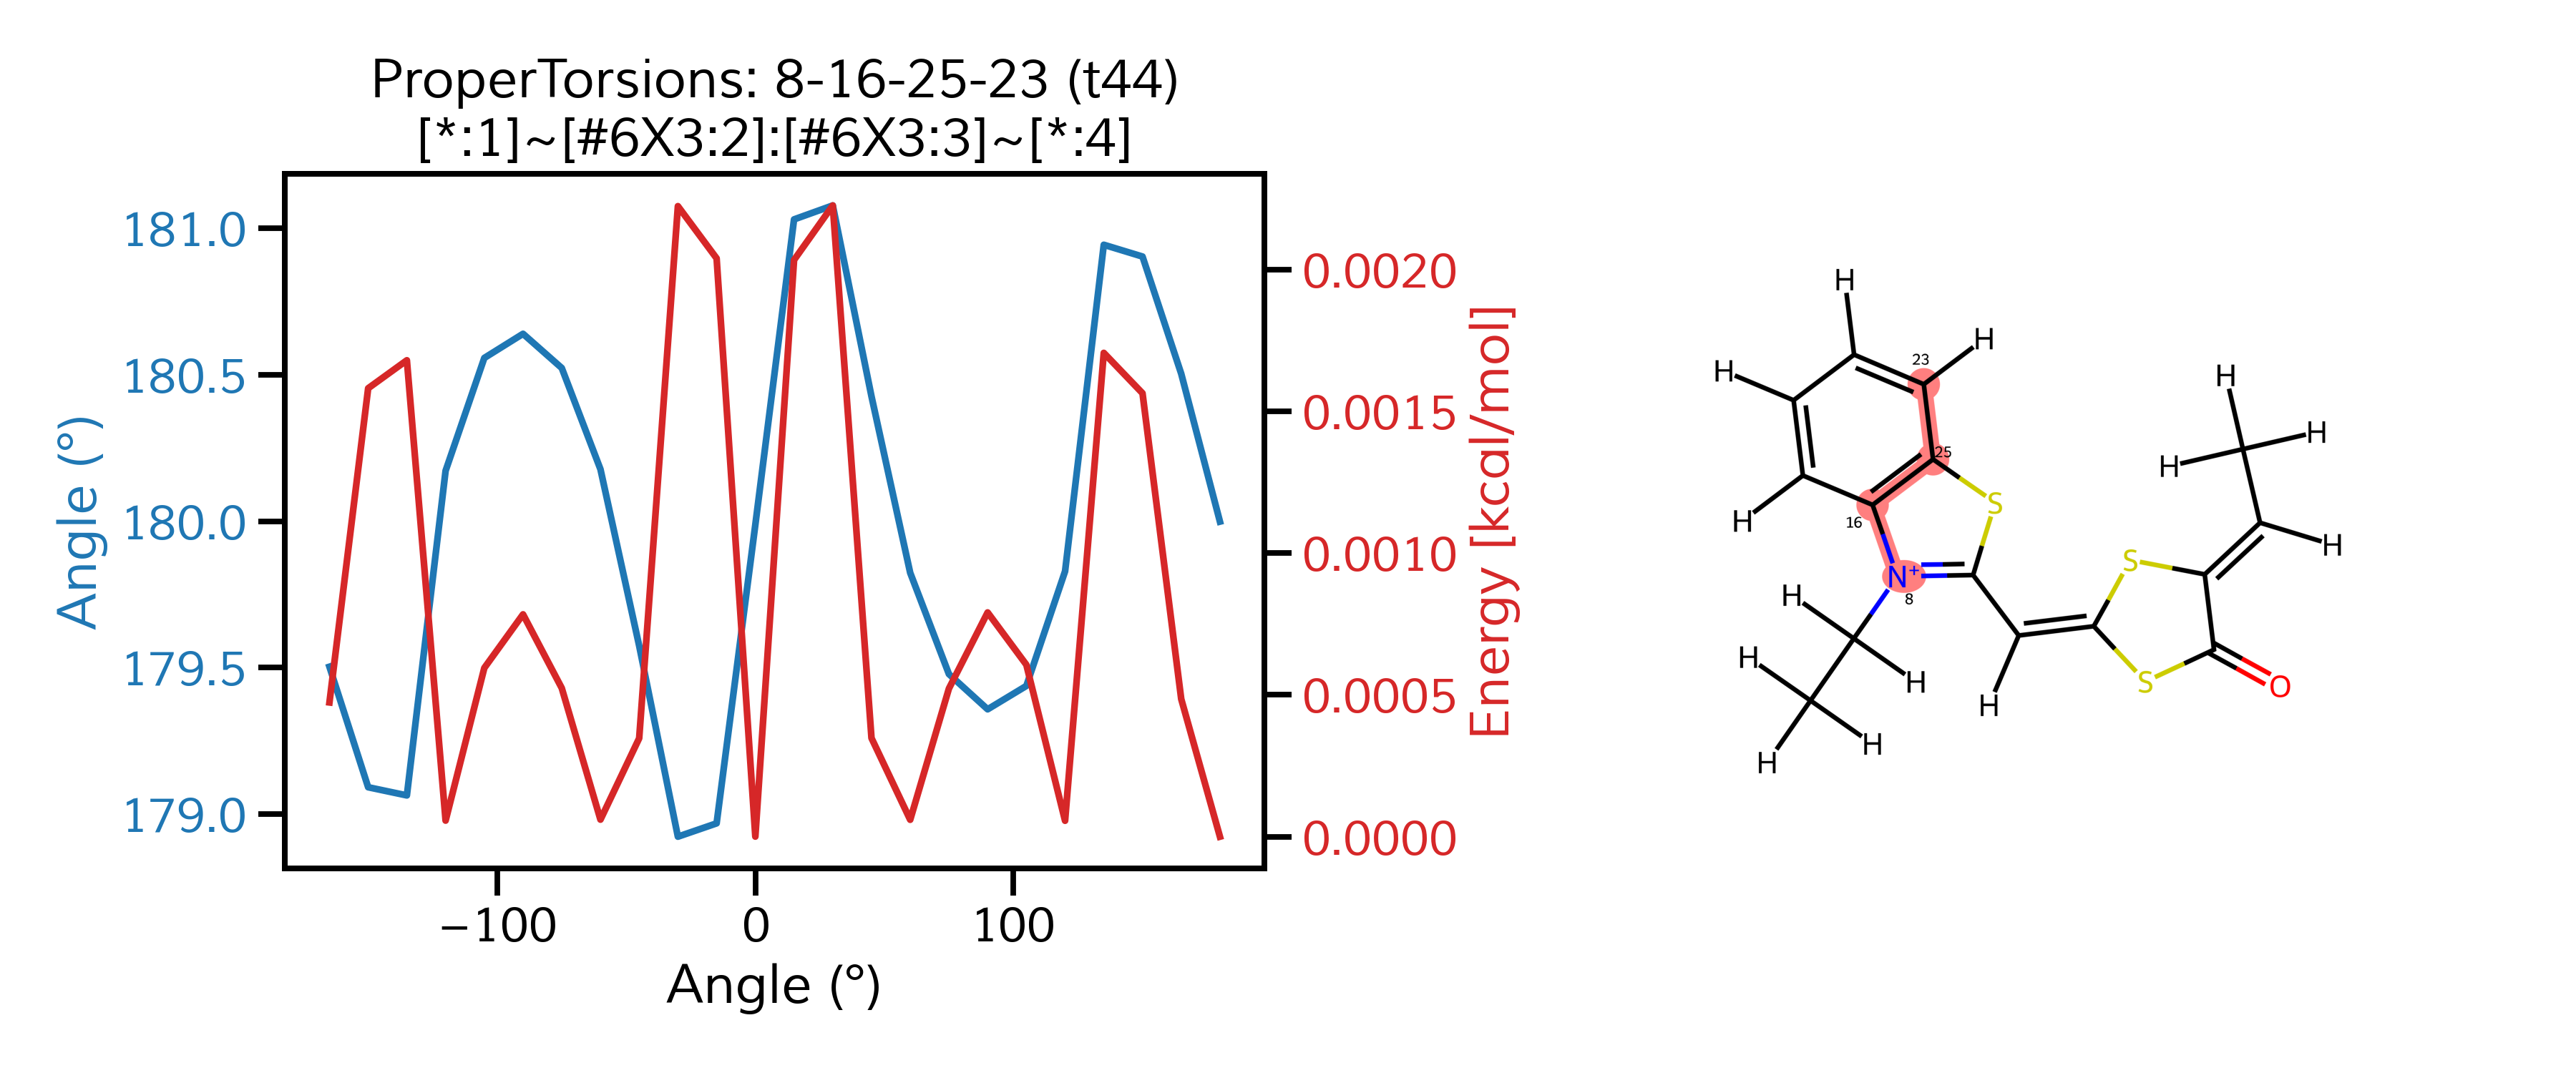 ProperTorsions: 8-16-25-23 (t44)
[*:1]~[#6X3:2]:[#6X3:3]~[*:4]
181.0
180.5
180.0
179.5
179.0
Angle (°)
−100
0
100
Angle (°)
0.0020
0.0015
0.0010
0.0005
0.0000
Energy [kcal/mol]
H
H
23
H
H
25
H
H
S
16
H
H
S
N⁺
8
H
H
H
H
S
O
H
H
H